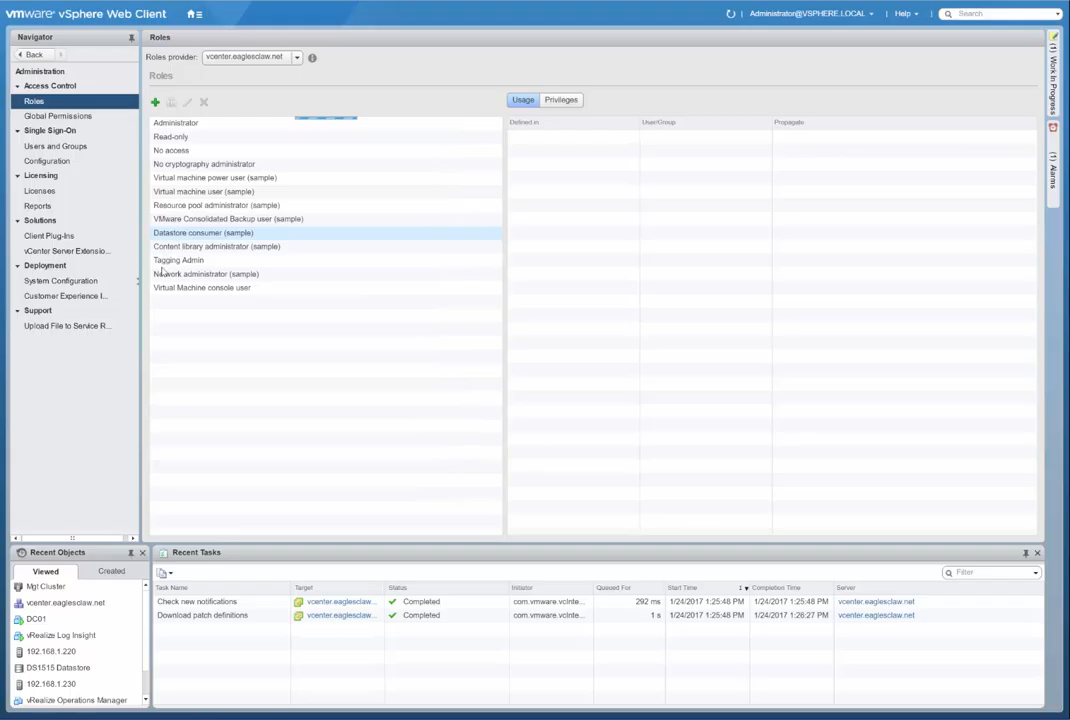 vmware® vSphere Web Client
Administrator@VSPHERE.LOCAL
Help
Search
Navigator
Back
Administration
Access Control
Roles
Global Permissions
Single Sign-On
Users and Groups
Configuration
Licensing
Licenses
Reports
Solutions
Client Plug-Ins
vCenter Server Extensio...
Deployment
System Configuration
Customer Experience I...
Support
Upload File to Service R...
Roles
Roles provider: vcenter.eaglesclaw.net
Roles
Administrator
Read-only
No access
No cryptography administrator
Virtual machine power user (sample)
Virtual machine user (sample)
Resource pool administrator (sample)
VMware Consolidated Backup user (sample)
Datastore consumer (sample)
Content library administrator (sample)
Tagging Admin
Network administrator (sample)
Virtual Machine console user
Usage Privileges
Defined in User/Group Propagate
(1) Work In Progress
(1) Alarms
Recent Objects
Viewed Created
Mgt Cluster
vcenter.eaglesclaw.net
DC01
vRealize Log Insight
192.168.1.220
DS1515 Datastore
192.168.1.230
vRealize Operations Manager
Recent Tasks
Filter
Task Name Target Status Initiator Queued For Start Time Completion Time Server
Check new notifications vcenter.eaglesclaw... Completed com.vmware.vcInte... 292 ms 1/24/2017 1:25:48 PM 1/24/2017 1:25:48 PM vcenter.eaglesclaw.net
Download patch definitions vcenter.eaglesclaw... Completed com.vmware.vcInte... 1 s 1/24/2017 1:25:48 PM 1/24/2017 1:26:27 PM vcenter.eaglesclaw.net